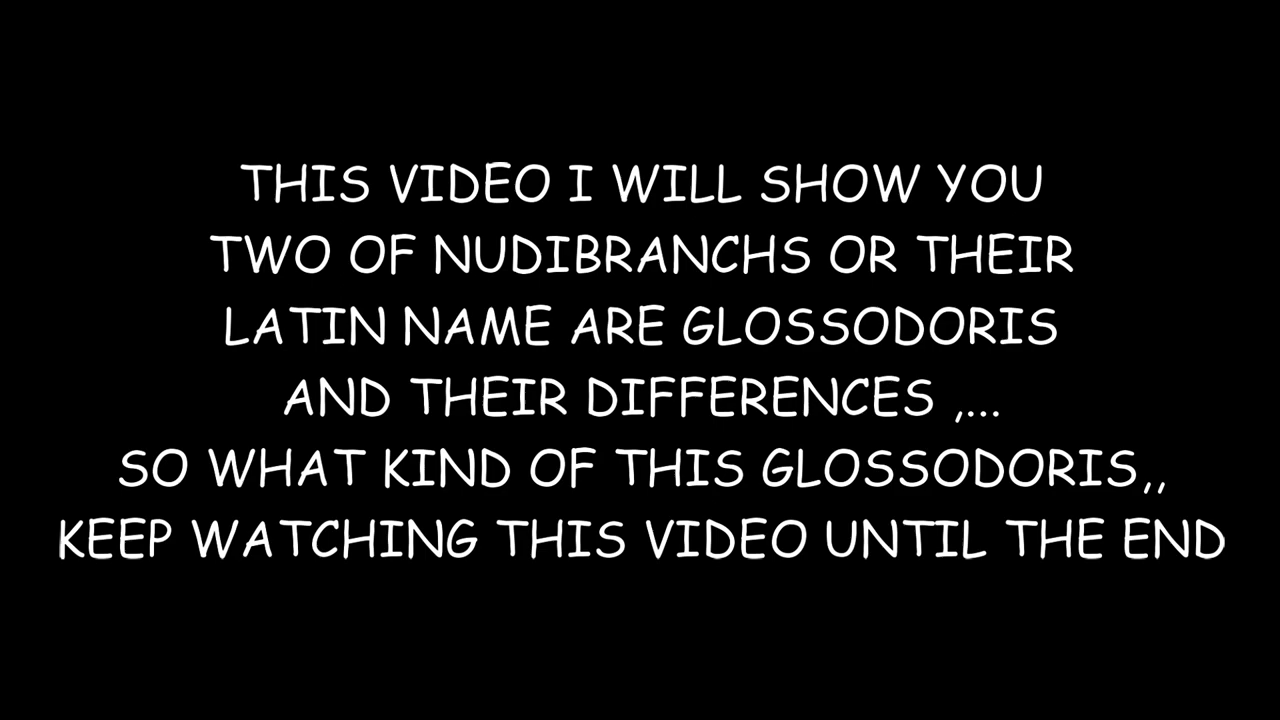 THIS VIDEO I WILL SHOW YOU
TWO OF NUDIBRANCHS OR THEIR
LATIN NAME ARE GLOSSODORIS
AND THEIR DIFFERENCES ,...
SO WHAT KIND OF THIS GLOSSODORIS,,
KEEP WATCHING THIS VIDEO UNTIL THE END